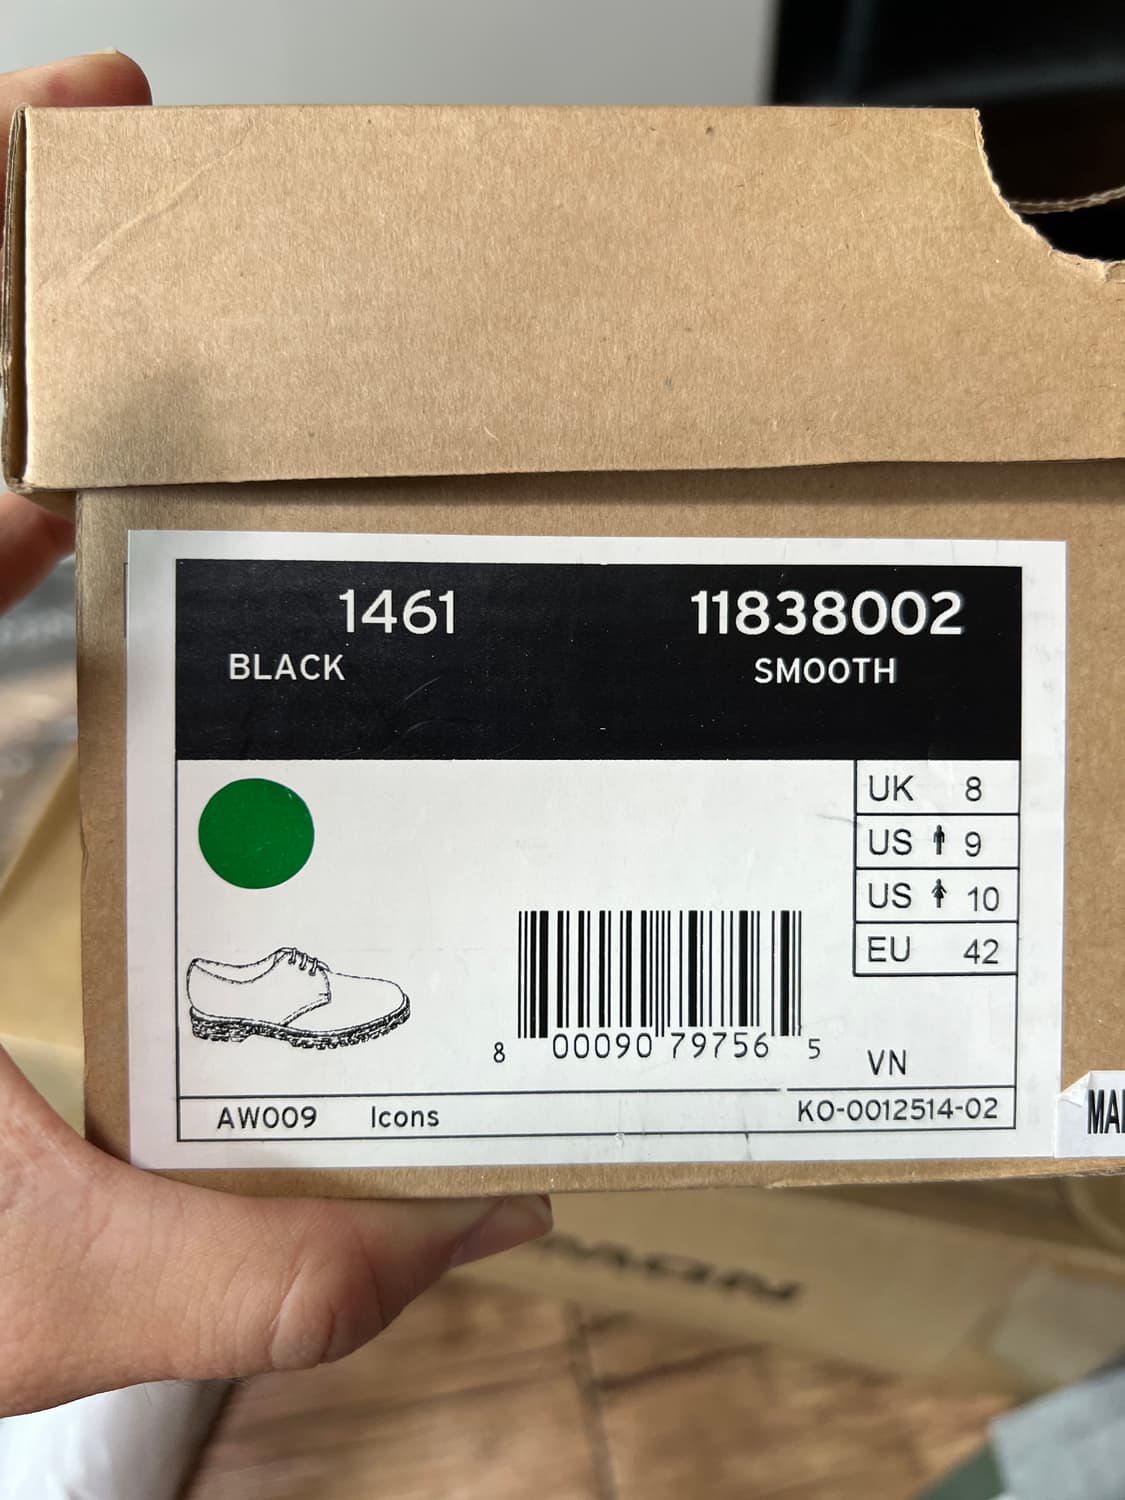 1461 11838002
BLACK SMOOTH
UK 8
US 9
US 10
EU 42
8 00090 79756 5
VN
AW009 Icons KO-0012514-02